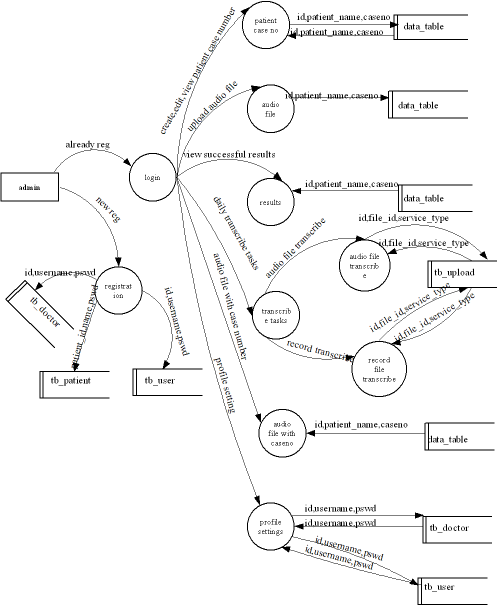 patient
case no
id,patient_name,caseno
id,patient_name,caseno
data_table
create,edit,view patient case number
upload audio file
audio
file
id,patient_name,caseno
data_table
already reg
view successful results
admin
login
results
id,patient_name,caseno
data_table
new reg
daily transcribe tasks
audio file transcribe
audio file
transcrib
e
id,file_id,service_type
id,file_id,service_type
tb_upload
id,username,pswd
registrat
ion
tb_doctor
patient_id,name,pswd
id,username,pswd
audio file with case number
transcrib
e tasks
id,file_id,service_type
id,file_id,service_type
record transcribe
record
file
transcribe
tb_patient
tb_user
profile setting
audio
file with
caseno
id,patient_name,caseno
data_table
profile
settings
id,username,pswd
id,username,pswd
tb_doctor
id,username,pswd
id,username,pswd
tb_user